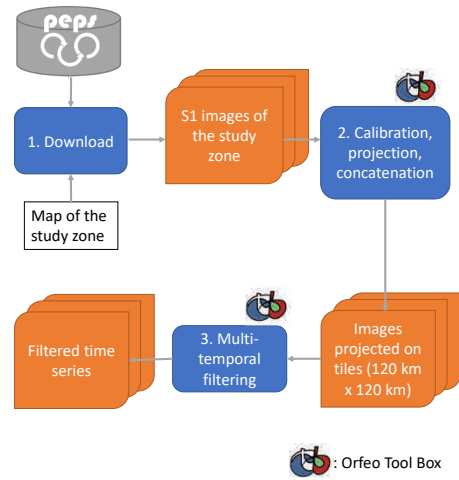 peps
1. Download
S1 images of
the study
zone
2. Calibration,
projection,
concatenation
Map of the
study zone
Filtered time
series
3. Multi-
temporal
filtering
Images
projected on
tiles (120 km
x 120 km)
: Orfeo Tool Box